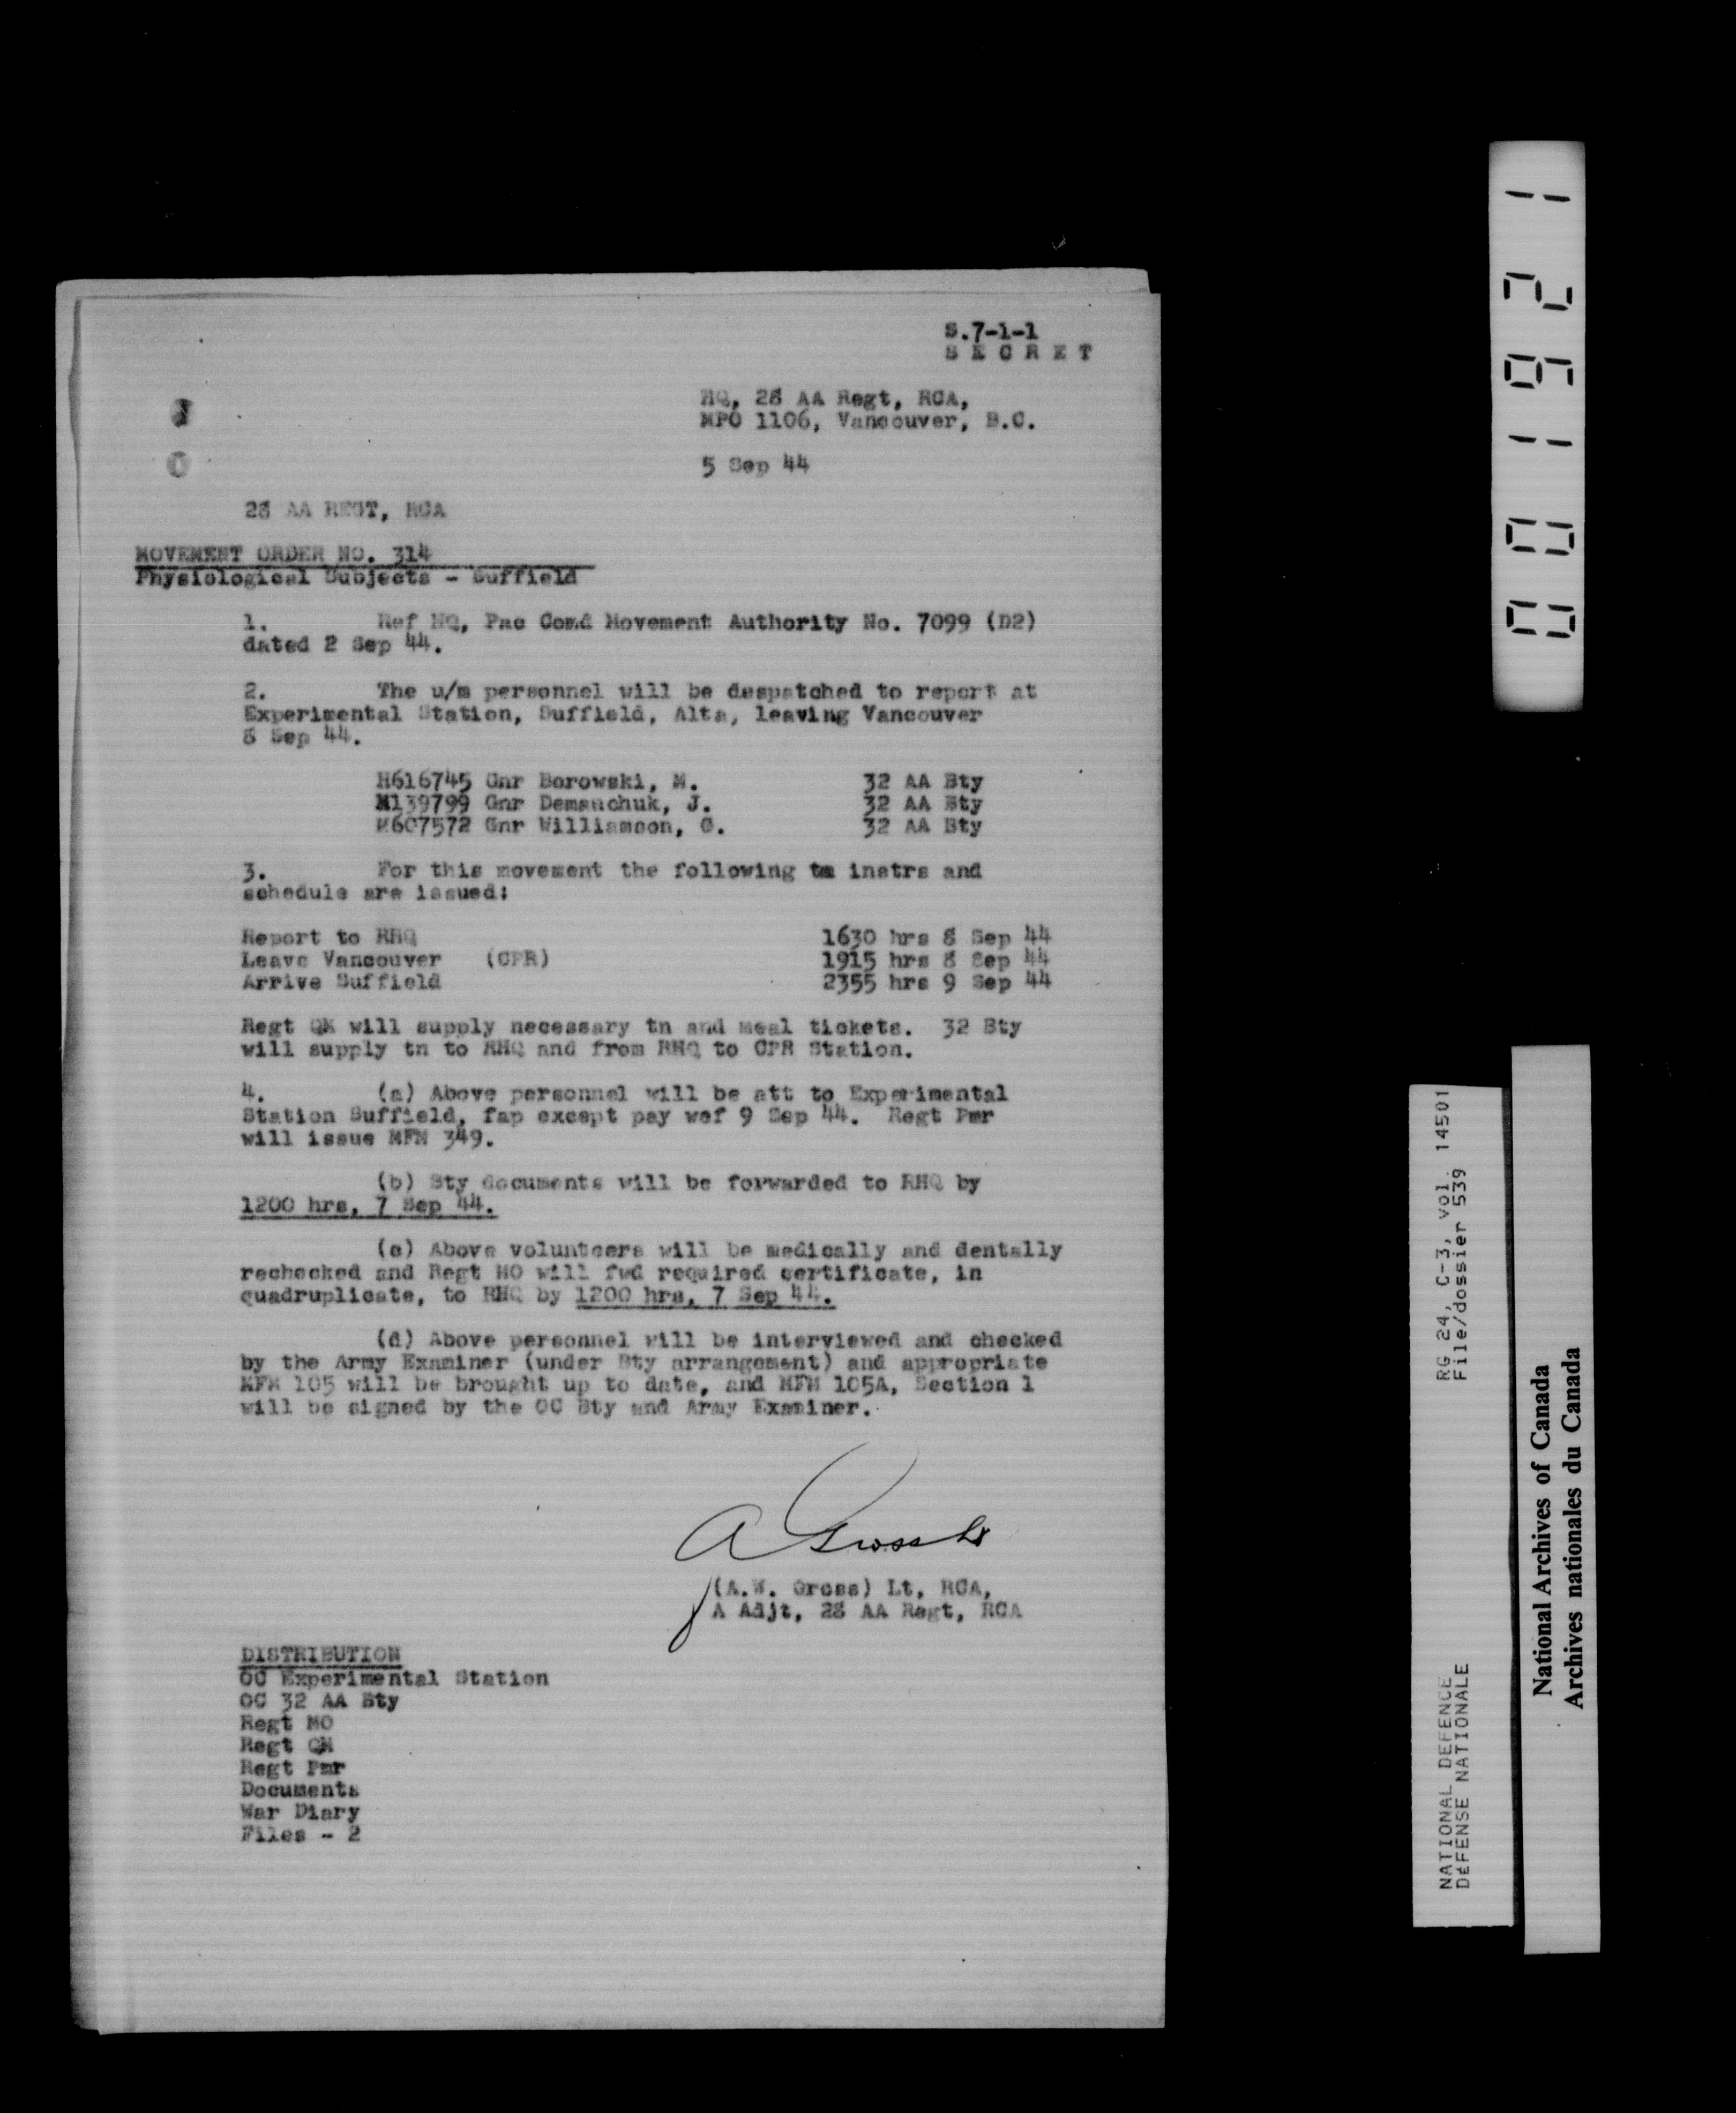 S.7-1-1
S E C R E T
HQ, 28 AA Regt, RCA,
MPO 1106, Vancouver, B.C.
5 Sep 44
28 AA REGT, RCA
MOVEMENT ORDER NO. 314
Physiological Subjects - Suffield
1. Ref HQ, Pac Comd Movement Authority No. 7099 (D2)
dated 2 Sep 44.
2. The u/m personnel will be despatched to report at
Experimental Station, Suffield, Alta, leaving Vancouver
8 Sep 44.
H616745 Gnr Borowski, M. 32 AA Bty
M139799 Gnr Demanchuk, J. 32 AA Bty
K607572 Gnr Williamson, G. 32 AA Bty
3. For this movement the following tm instrs and
schedule are issued:
Report to RHQ 1630 hrs 8 Sep 44
Leave Vancouver (CPR) 1915 hrs 8 Sep 44
Arrive Suffield 2355 hrs 9 Sep 44
Regt QM will supply necessary tn and meal tickets. 32 Bty
will supply tn to RHQ and from RHQ to CPR Station.
4. (a) Above personnel will be att to Experimental
Station Suffield, fap except pay wef 9 Sep 44. Regt Pmr
will issue MFM 349.
(b) Bty documents will be forwarded to RHQ by
1200 hrs, 7 Sep 44.
(c) Above volunteers will be medically and dentally
rechecked and Regt MO will fwd required certificate, in
quadruplicate, to RHQ by 1200 hrs, 7 Sep 44.
(d) Above personnel will be interviewed and checked
by the Army Examiner (under Bty arrangement) and appropriate
MFM 105 will be brought up to date, and MFM 105A, Section 1
will be signed by the OC Bty and Army Examiner.
A Gross Lt
(A.W. Gross) Lt, RCA,
A Adjt, 28 AA Regt, RCA
DISTRIBUTION
OC Experimental Station
OC 32 AA Bty
Regt MO
Regt QM
Regt Pmr
Documents
War Diary
Files - 2
001921
RG 24, C-3, vol. 14501
File/dossier 539
NATIONAL DEFENCE
DÉFENSE NATIONALE
National Archives of Canada
Archives nationales du Canada